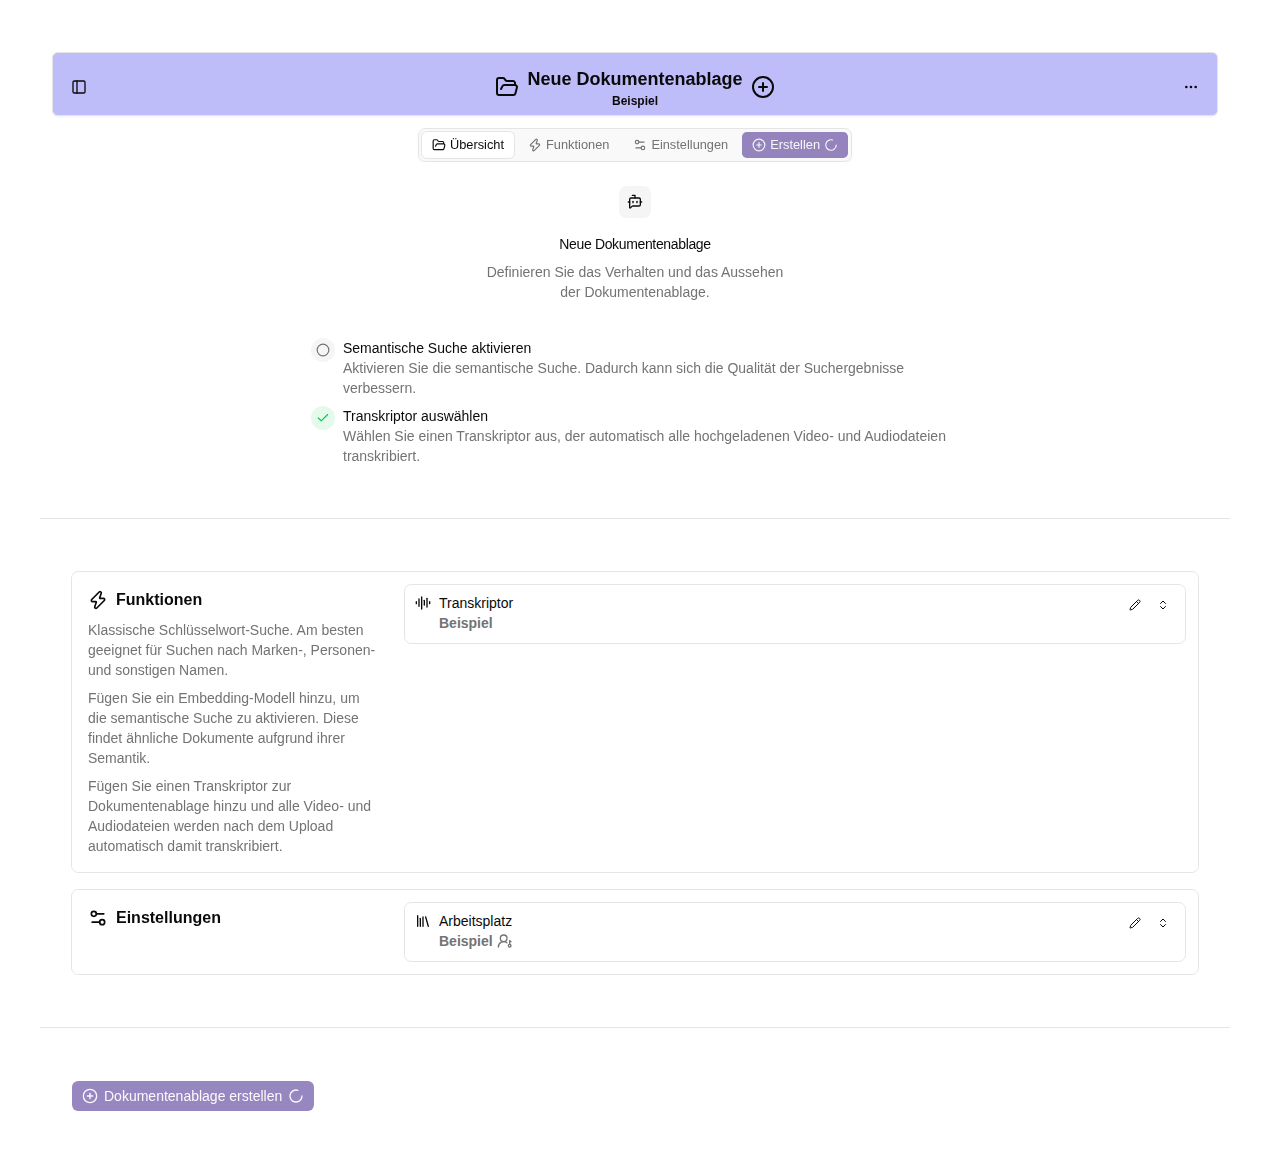 Neue Dokumentenablage
Beispiel
Übersicht
Funktionen
Einstellungen
Erstellen
Neue Dokumentenablage
Definieren Sie das Verhalten und das Aussehen
der Dokumentenablage.
Semantische Suche aktivieren
Aktivieren Sie die semantische Suche. Dadurch kann sich die Qualität der Suchergebnisse
verbessern.
Transkriptor auswählen
Wählen Sie einen Transkriptor aus, der automatisch alle hochgeladenen Video- und Audiodateien
transkribiert.
Funktionen
Klassische Schlüsselwort-Suche. Am besten
geeignet für Suchen nach Marken-, Personen-
und sonstigen Namen.
Fügen Sie ein Embedding-Modell hinzu, um
die semantische Suche zu aktivieren. Diese
findet ähnliche Dokumente aufgrund ihrer
Semantik.
Fügen Sie einen Transkriptor zur
Dokumentenablage hinzu und alle Video- und
Audiodateien werden nach dem Upload
automatisch damit transkribiert.
Transkriptor
Beispiel
Einstellungen
Arbeitsplatz
Beispiel
Dokumentenablage erstellen